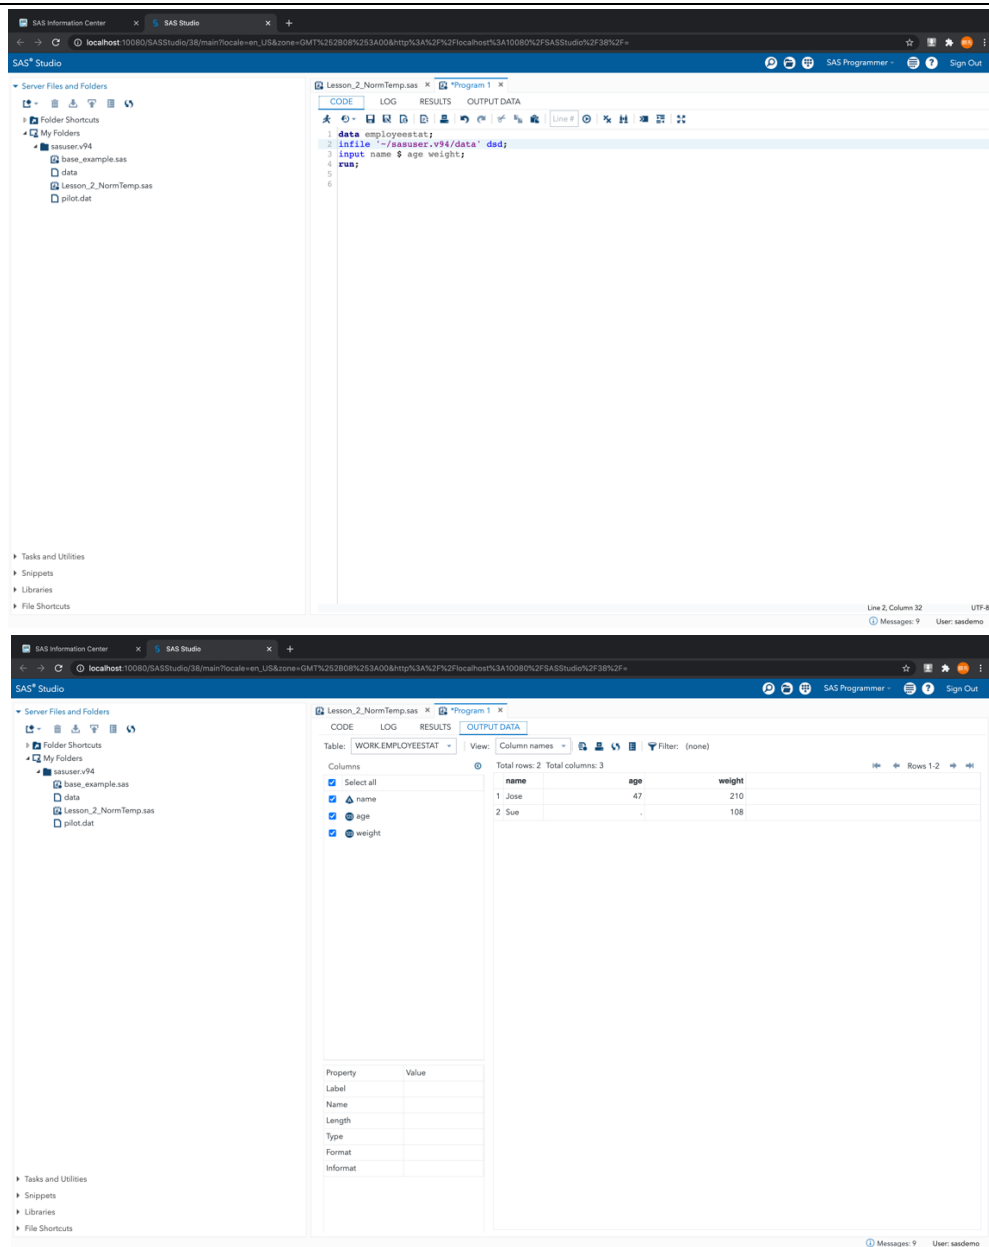 SAS Information Center
SAS Studio
localhost:10080/SASStudio/38/main?locale=en_US&zone=GMT%252B08%253A00&http%3A%2F%2Flocalhost%3A10080%2FSASStudio%2F38%2F=
SAS® Studio
SAS Programmer
Sign Out
Server Files and Folders
Folder Shortcuts
My Folders
sasuser.v94
base_example.sas
data
Lesson_2_NormTemp.sas
pilot.dat
Tasks and Utilities
Snippets
Libraries
File Shortcuts
Lesson_2_NormTemp.sas × *Program 1 ×
CODE LOG RESULTS OUTPUT DATA
Line #
1 data employeestat;
2 infile '~/sasuser.v94/data' dsd;
3 input name $ age weight;
4 run;
5
6
Line 2, Column 32 UTF-8
Messages: 9 User: sasdemo
SAS Information Center
SAS Studio
localhost:10080/SASStudio/38/main?locale=en_US&zone=GMT%252B08%253A00&http%3A%2F%2Flocalhost%3A10080%2FSASStudio%2F38%2F=
SAS® Studio
SAS Programmer
Sign Out
Server Files and Folders
Folder Shortcuts
My Folders
sasuser.v94
base_example.sas
data
Lesson_2_NormTemp.sas
pilot.dat
Tasks and Utilities
Snippets
Libraries
File Shortcuts
Lesson_2_NormTemp.sas × *Program 1 ×
CODE LOG RESULTS OUTPUT DATA
Table: WORK.EMPLOYEESTAT View: Column names Filter: (none)
Columns
Select all
name
age
weight
Property Value
Label
Name
Length
Type
Format
Informat
Total rows: 2 Total columns: 3 Rows 1-2
name age weight
1 Jose 47 210
2 Sue . 108
Messages: 9 User: sasdemo